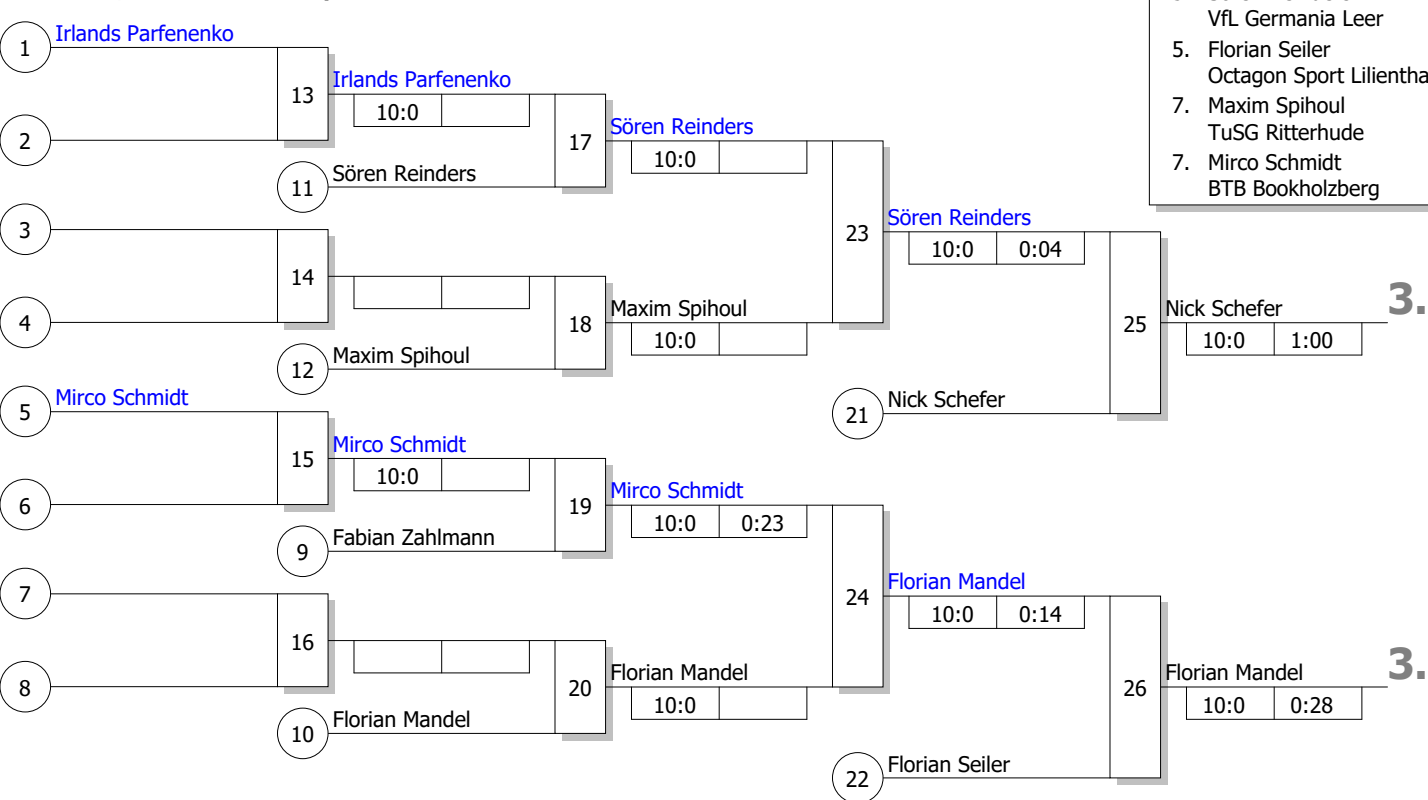 VfL Germania Leer
5. Florian Seiler
Octagon Sport Lilientha
7. Maxim Spihoul
TuSG Ritterhude
7. Mirco Schmidt
BTB Bookholzberg
1 Irlands Parfenenko
2
13
Irlands Parfenenko
10:0
11 Sören Reinders
17
Sören Reinders
10:0
3
4
14
12 Maxim Spihoul
18
Maxim Spihoul
10:0
23
Sören Reinders
10:0 0:04
21 Nick Schefer
25
Nick Schefer
10:0 1:00
3.
5 Mirco Schmidt
6
15
Mirco Schmidt
10:0
9 Fabian Zahlmann
19
Mirco Schmidt
10:0 0:23
7
8
16
10 Florian Mandel
20
Florian Mandel
10:0
24
Florian Mandel
10:0 0:14
22 Florian Seiler
26
Florian Mandel
10:0 0:28
3.